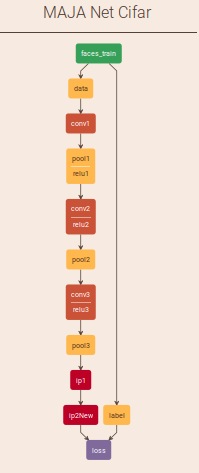 MAJA Net Cifar
faces_train
data
conv1
pool1
relu1
conv2
relu2
pool2
conv3
relu3
pool3
ip1
ip2New
label
loss